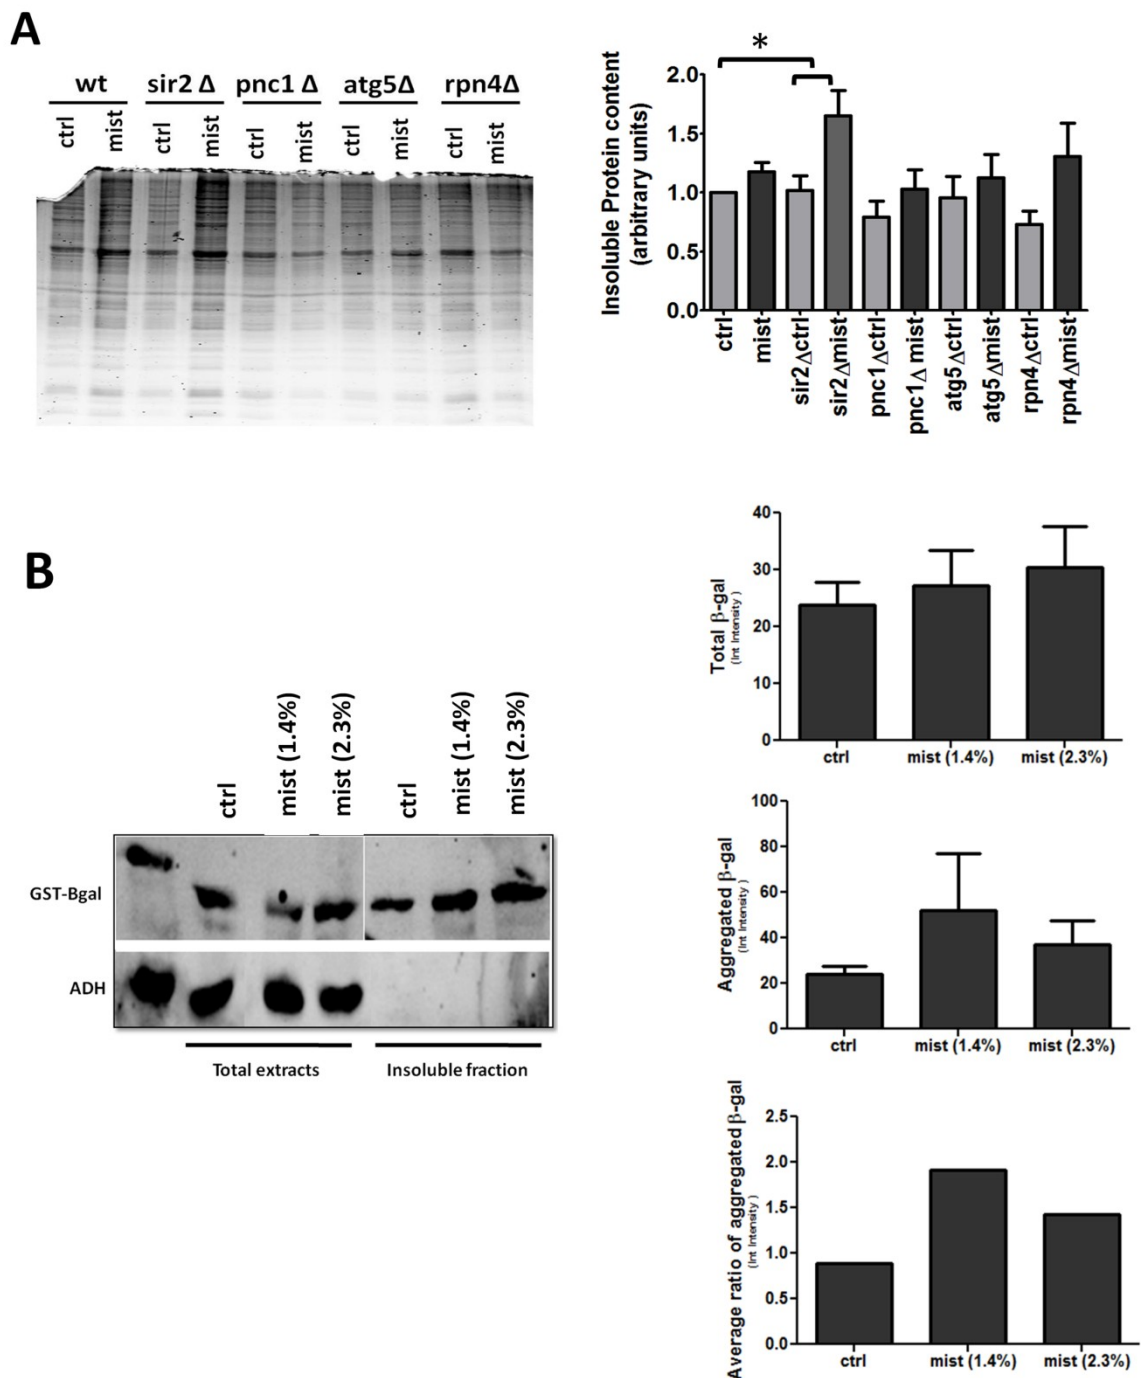 A
wt sir2 Δ pnc1 Δ atg5Δ rpn4Δ
ctrl mist ctrl mist ctrl mist ctrl mist ctrl mist
*
Insoluble Protein content
(arbitrary units)
2.0
1.5
1.0
0.5
0.0
ctrl mist sir2Δctrl sir2Δmist pnc1Δctrl pnc1Δ mist atg5Δctrl atg5Δmist rpn4Δctrl rpn4Δmist
B
ctrl mist (1.4%) mist (2.3%) ctrl mist (1.4%) mist (2.3%)
GST-Bgal
ADH
Total extracts Insoluble fraction
Total β-gal
(Int Intensity )
40
30
20
10
0
ctrl mist (1.4%) mist (2.3%)
Aggregated β-gal
(Int Intensity )
100
80
60
40
20
0
ctrl mist (1.4%) mist (2.3%)
Average ratio of aggregated β-gal
(Int Intensity )
2.5
2.0
1.5
1.0
0.5
0.0
ctrl mist (1.4%) mist (2.3%)